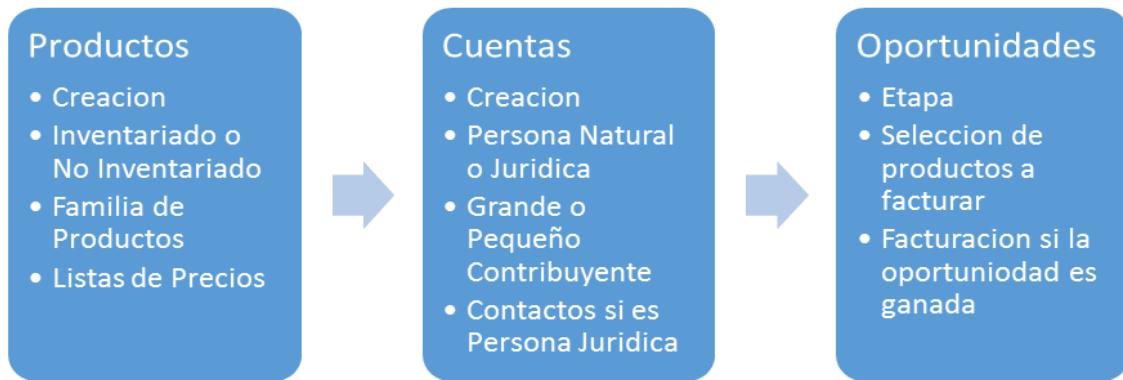 Productos
• Creacion
• Inventariado o
No Inventariado
• Familia de
Productos
• Listas de Precios
Cuentas
• Creacion
• Persona Natural
o Juridica
• Grande o
Pequeño
Contribuyente
• Contactos si es
Persona Juridica
Oportunidades
• Etapa
• Seleccion de
productos a
facturar
• Facturacion si la
oportuniodad es
ganada